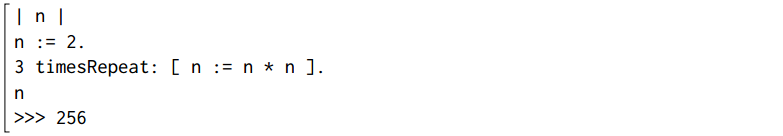 | n |
n := 2.
3 timesRepeat: [ n := n * n ].
n
>>> 256